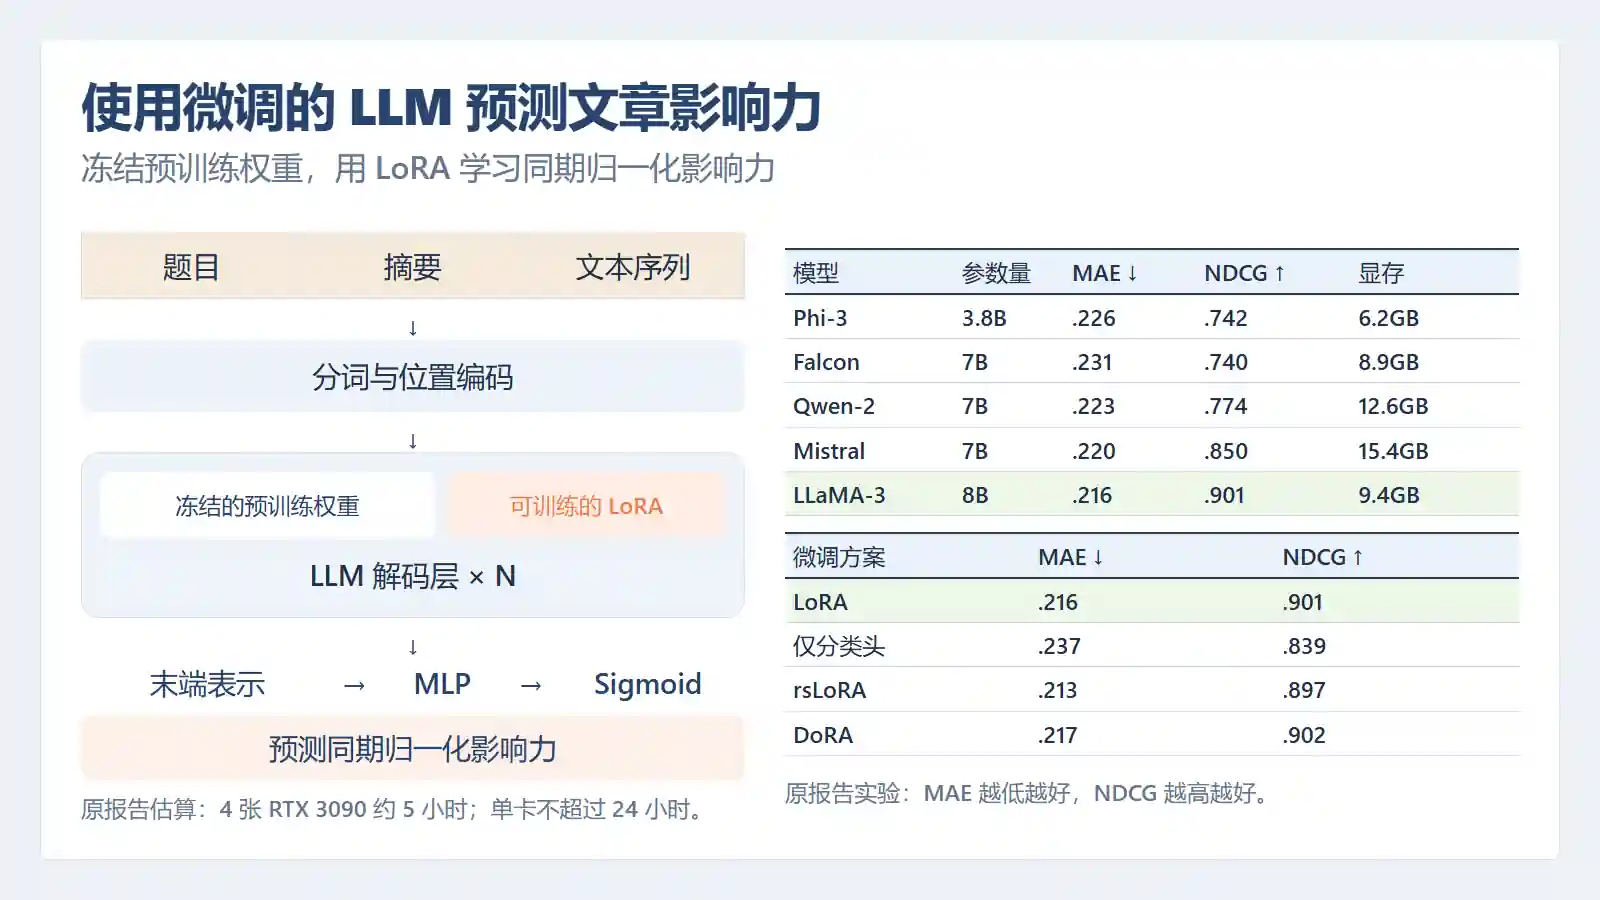 使用微调的 LLM 预测文章影响力
冻结预训练权重，用 LoRA 学习同期归一化影响力
题目 摘要 文本序列
↓
分词与位置编码
↓
冻结的预训练权重 可训练的 LoRA
LLM 解码层 × N
↓
末端表示 → MLP → Sigmoid
预测同期归一化影响力
原报告估算：4 张 RTX 3090 约 5 小时；单卡不超过 24 小时。
模型 参数量 MAE ↓ NDCG ↑ 显存
Phi-3 3.8B .226 .742 6.2GB
Falcon 7B .231 .740 8.9GB
Qwen-2 7B .223 .774 12.6GB
Mistral 7B .220 .850 15.4GB
LLaMA-3 8B .216 .901 9.4GB
微调方案 MAE ↓ NDCG ↑
LoRA .216 .901
仅分类头 .237 .839
rsLoRA .213 .897
DoRA .217 .902
原报告实验：MAE 越低越好，NDCG 越高越好。